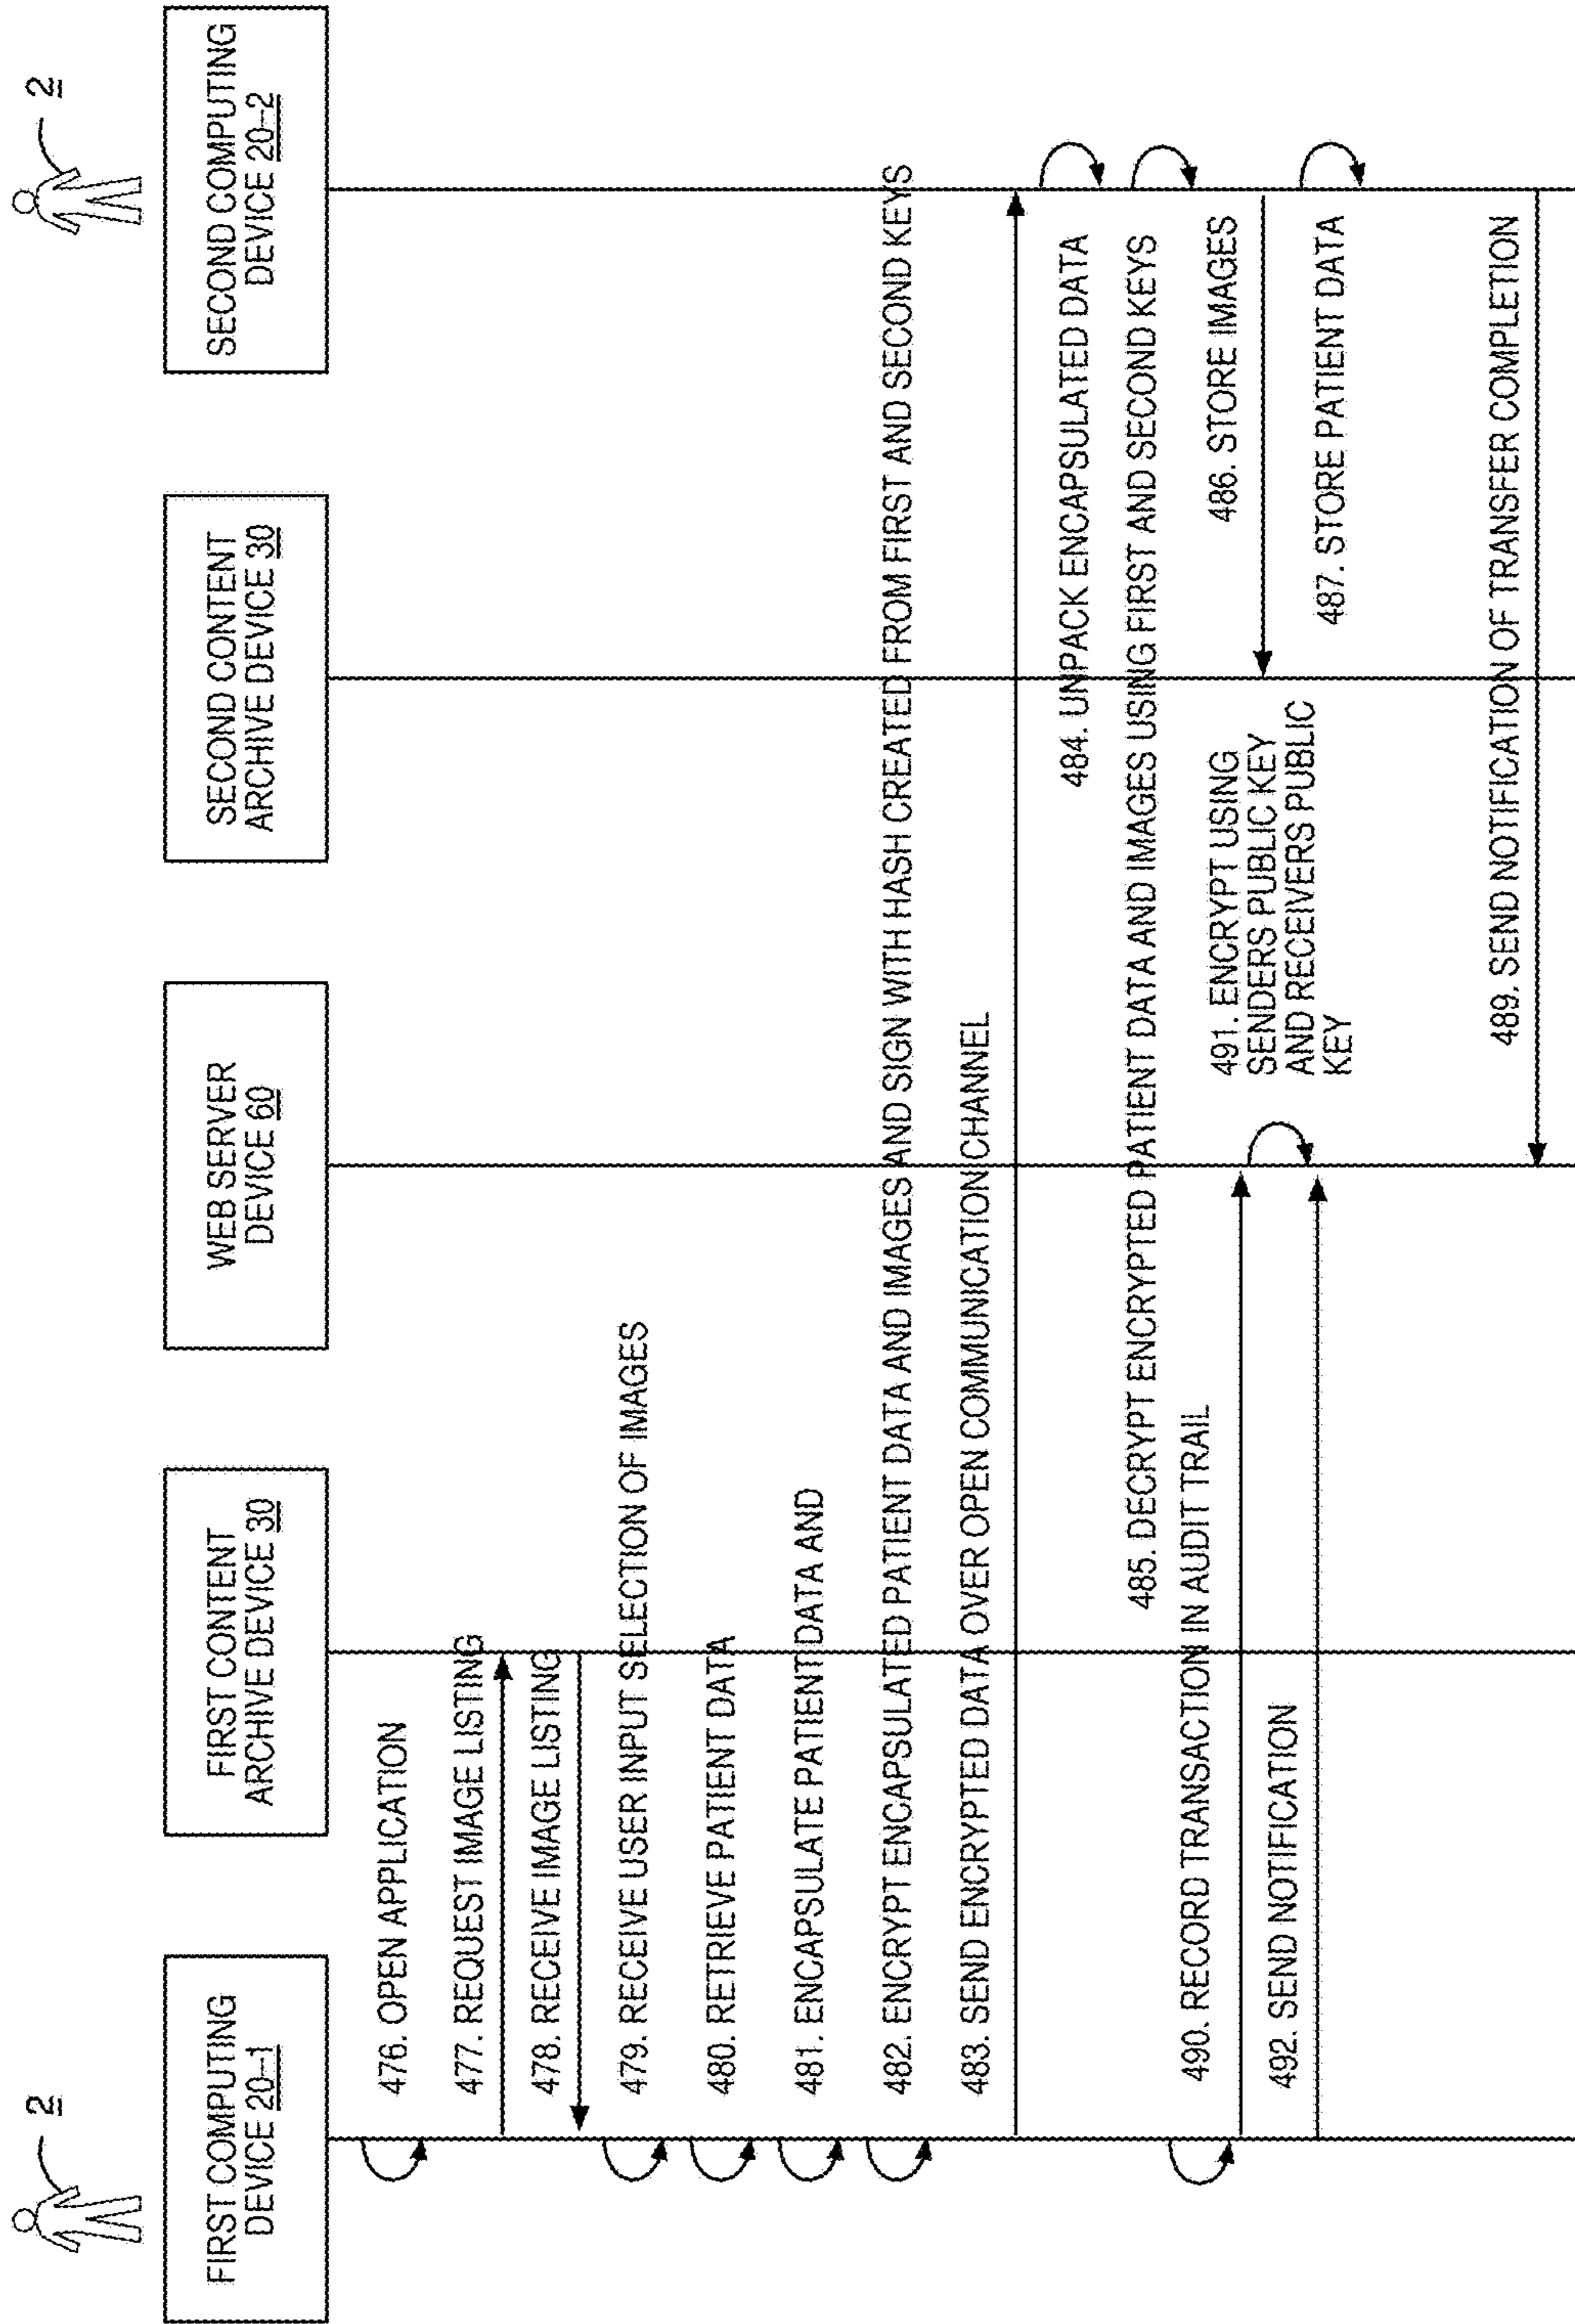 2
2
FIRST COMPUTING
DEVICE 20-1
FIRST CONTENT
ARCHIVE DEVICE 30
WEB SERVER
DEVICE 60
SECOND CONTENT
ARCHIVE DEVICE 30
SECOND COMPUTING
DEVICE 20-2
476. OPEN APPLICATION
477. REQUEST IMAGE LISTING
478. RECEIVE IMAGE LISTING
479. RECEIVE USER INPUT SELECTION OF IMAGES
480. RETRIEVE PATIENT DATA
481. ENCAPSULATE PATIENT DATA AND
482. ENCRYPT ENCAPSULATED PATIENT DATA AND IMAGES AND SIGN WITH HASH CREATED FROM FIRST AND SECOND KEYS
483. SEND ENCRYPTED DATA OVER OPEN COMMUNICATION CHANNEL
484. UNPACK ENCAPSULATED DATA
485. DECRYPT ENCRYPTED PATIENT DATA AND IMAGES USING FIRST AND SECOND KEYS
490. RECORD TRANSACTION IN AUDIT TRAIL
491. ENCRYPT USING
SENDERS PUBLIC KEY
AND RECEIVERS PUBLIC
KEY
486. STORE IMAGES
492. SEND NOTIFICATION
487. STORE PATIENT DATA
489. SEND NOTIFICATION OF TRANSFER COMPLETION